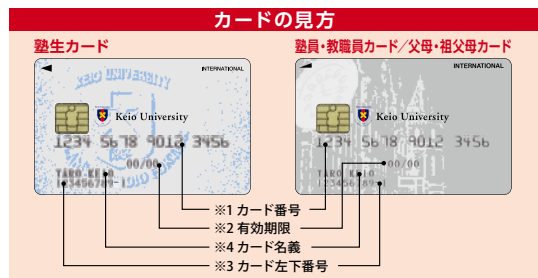 カードの見方
塾生カード
塾員・教職員カード/父母・祖父母カード
KEIO UNIVERSITY
INTERNATIONAL
Keio University
1234 5678 9012 3456
00/00
TARO KEIO
123456789-1
INTERNATIONAL
Keio University
1234 5678 9012 3456
00/00
TARO KEIO
123456789-1
※1 カード番号
※2 有効期限
※4 カード名義
※3 カード左下番号